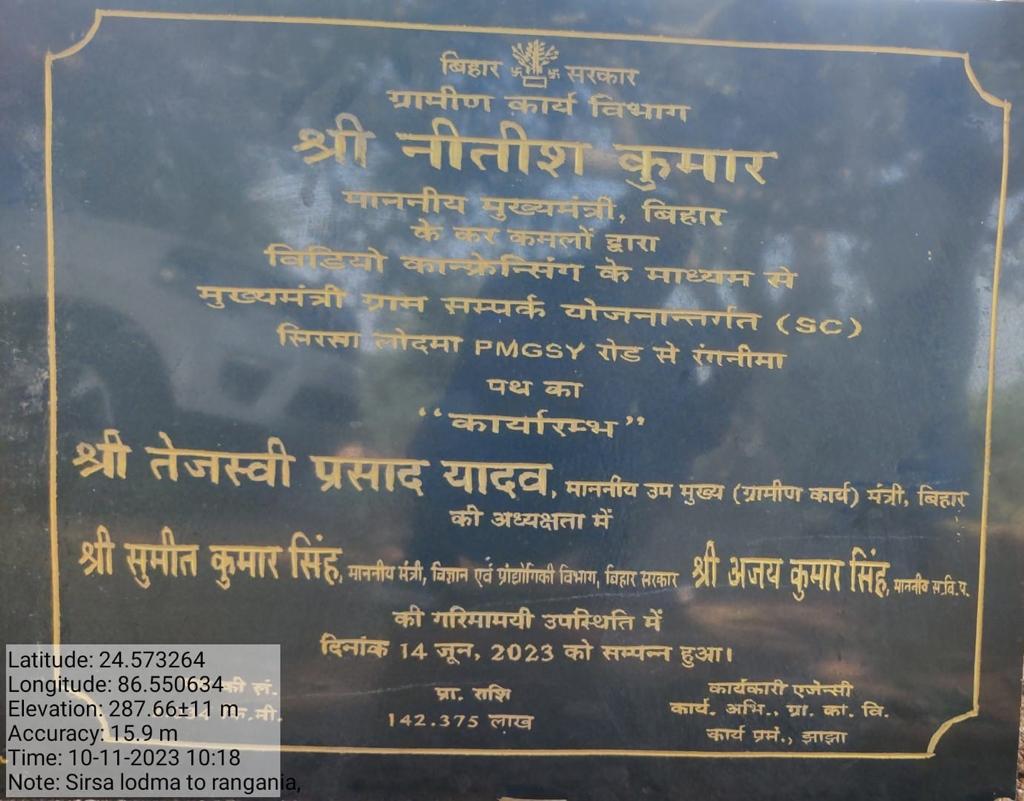 बिहार सरकार
ग्रामीण कार्य विभाग
श्री नीतीश कुमार
माननीय मुख्यमंत्री, बिहार
के कर कमलों द्वारा
विडियो कान्फ्रेन्सिंग के माध्यम से
मुख्यमंत्री ग्राम सम्पर्क योजनान्तर्गत (SC)
सिरसा लोदमा PMGSY रोड से रंगनीमा
पथ का
“कार्यारम्भ”
श्री तेजस्वी प्रसाद यादव, माननीय उप मुख्य (ग्रामीण कार्य) मंत्री, बिहार
की अध्यक्षता में
श्री सुमीत कुमार सिंह, माननीय मंत्री, विज्ञान एवं प्रौद्योगिकी विभाग, बिहार सरकार श्री अजय कुमार सिंह, माननीय स.वि.प.
की गरिमामयी उपस्थिति में
दिनांक 14 जून, 2023 को सम्पन्न हुआ।
की लं.
कि.मी.
प्रा. राशि
142.375 लाख
कार्यकारी एजेन्सी
कार्य. अभि., ग्रा. का. वि.
कार्य प्रमं., झाझा
Latitude: 24.573264
Longitude: 86.550634
Elevation: 287.66±11 m
Accuracy: 15.9 m
Time: 10-11-2023 10:18
Note: Sirsa lodma to rangania,